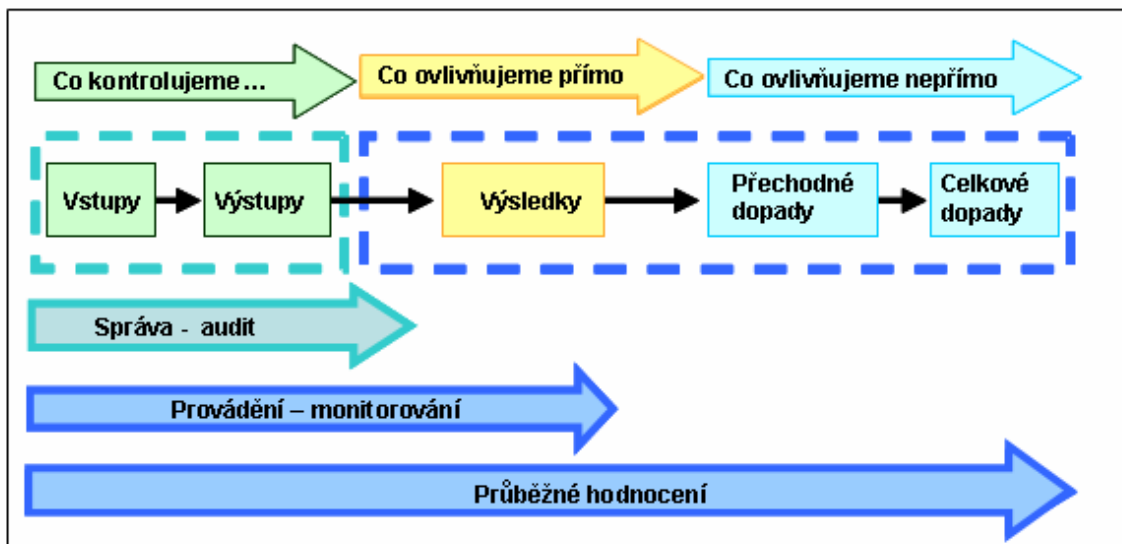 Co kontrolujeme ...
Co ovlivňujeme přímo
Co ovlivňujeme nepřímo
Vstupy
Výstupy
Výsledky
Přechodné
dopady
Celkové
dopady
Správa - audit
Provádění – monitorování
Průběžné hodnocení